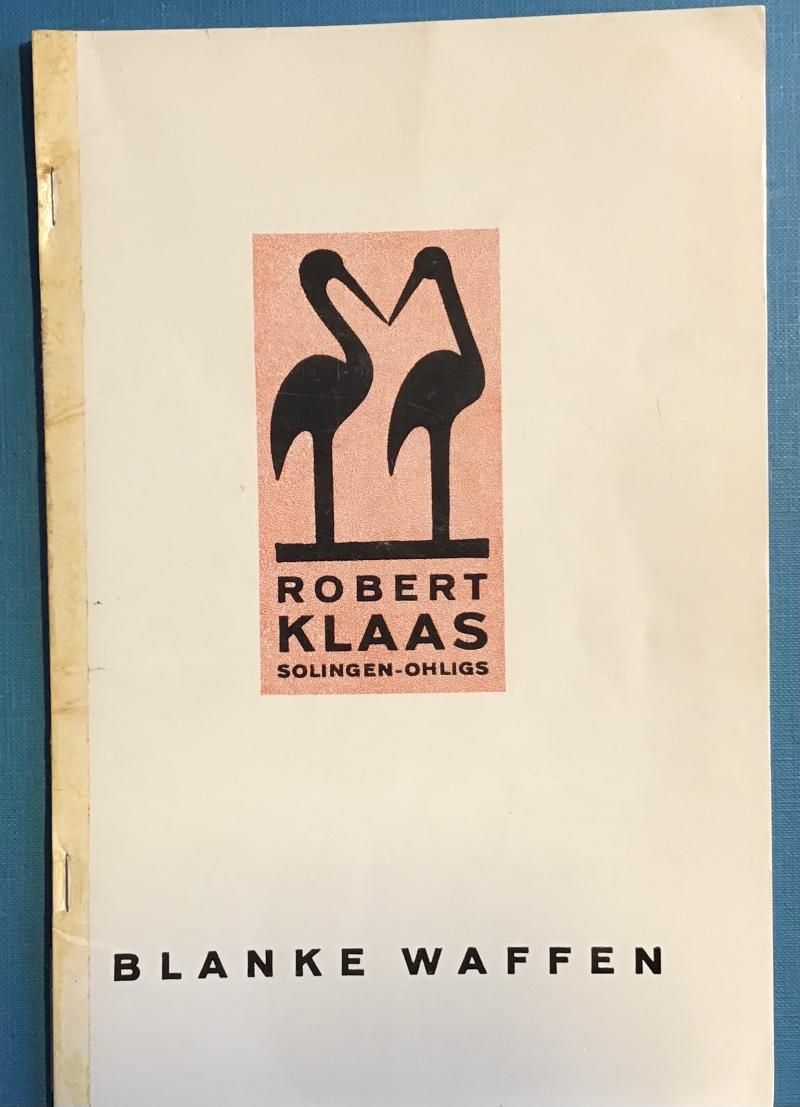 ROBERT
KLAAS
SOLINGEN-OHLIGS
BLANKE WAFFEN